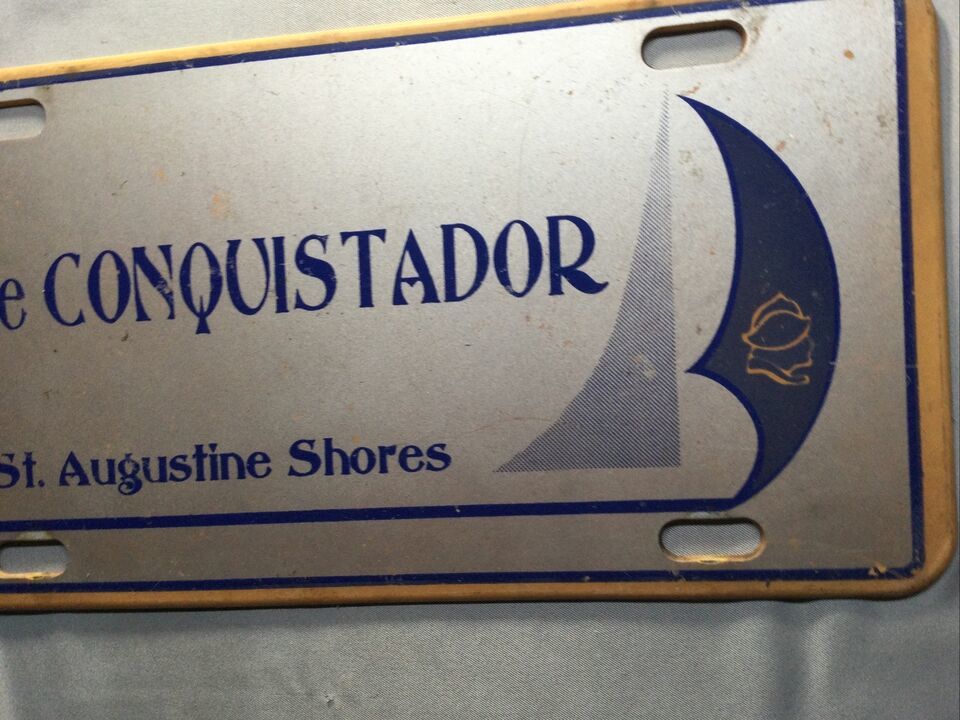 e CONQUISTADOR
St. Augustine Shores